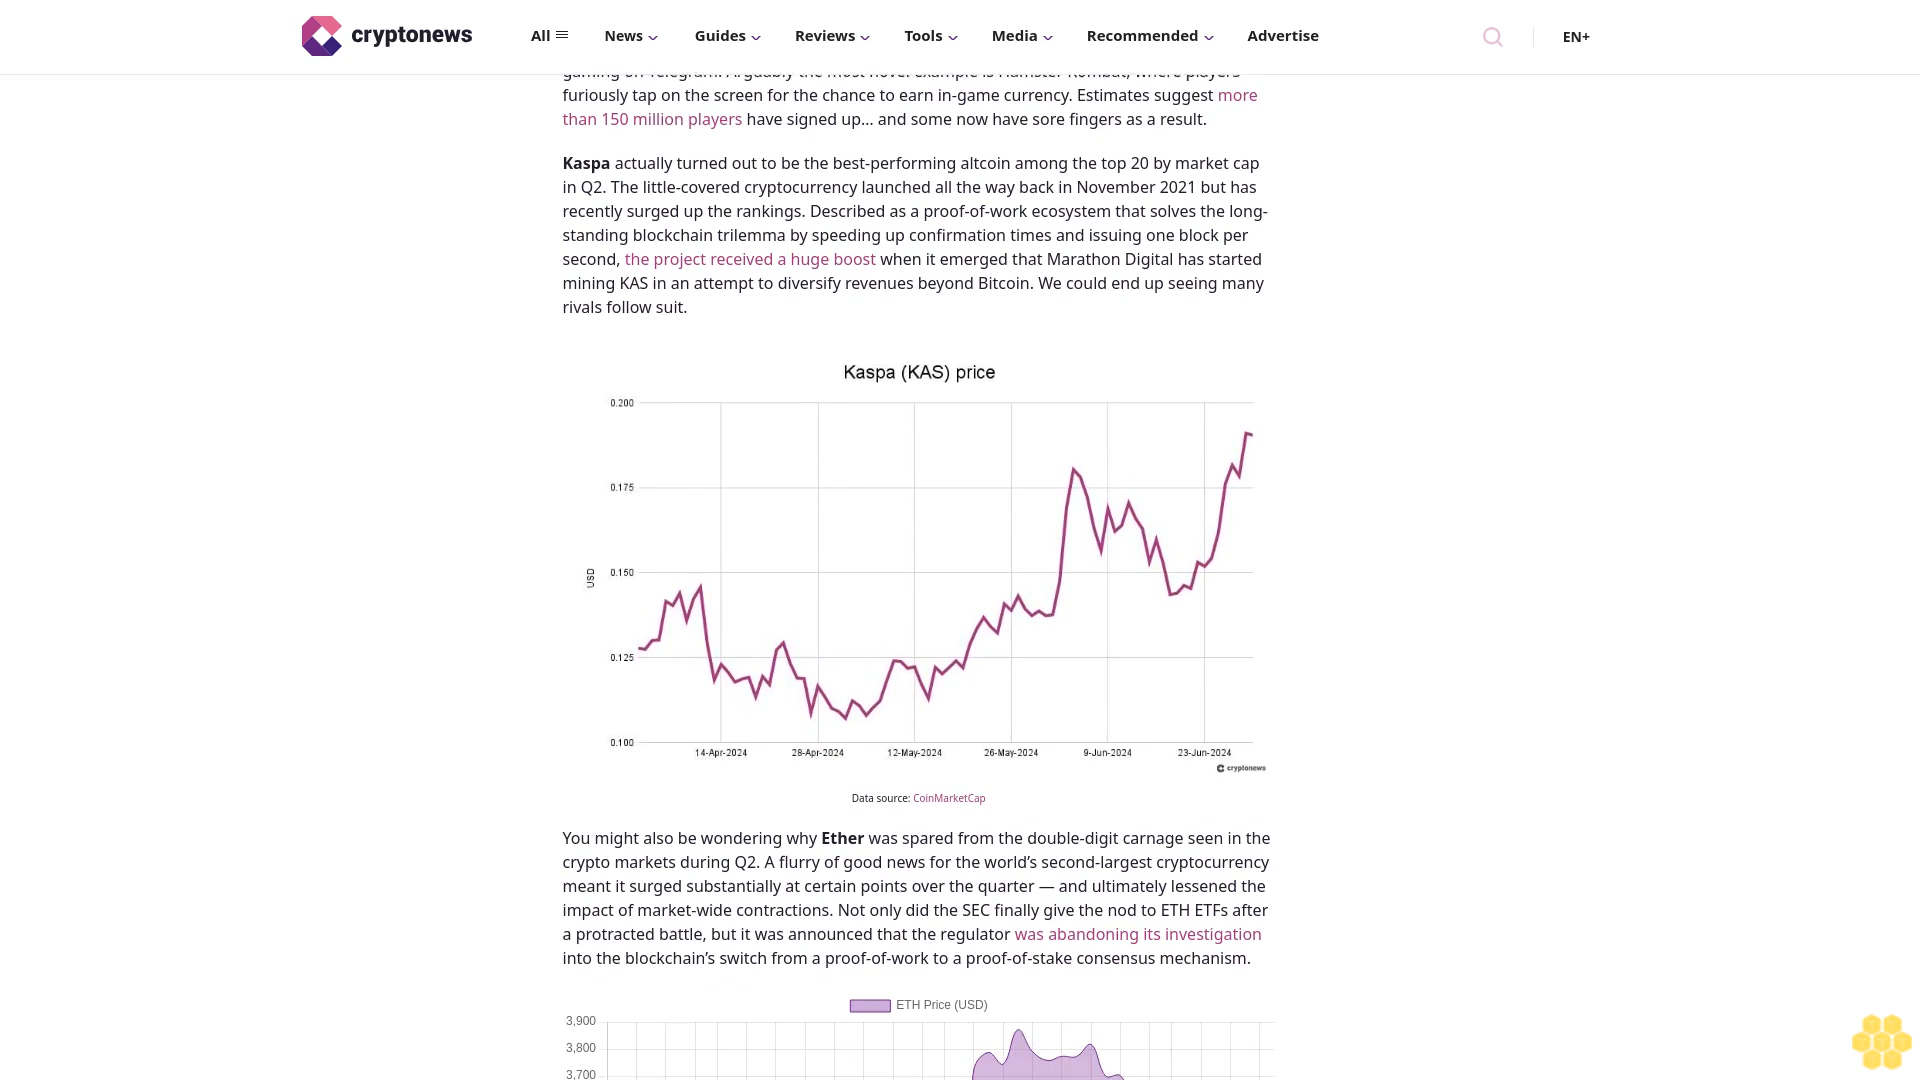 cryptonews
All
News
Guides
Reviews
Tools
Media
Recommended
Advertise
EN+
furiously tap on the screen for the chance to earn in-game currency. Estimates suggest more
than 150 million players have signed up… and some now have sore fingers as a result.
Kaspa actually turned out to be the best-performing altcoin among the top 20 by market cap
in Q2. The little-covered cryptocurrency launched all the way back in November 2021 but has
recently surged up the rankings. Described as a proof-of-work ecosystem that solves the long-
standing blockchain trilemma by speeding up confirmation times and issuing one block per
second, the project received a huge boost when it emerged that Marathon Digital has started
mining KAS in an attempt to diversify revenues beyond Bitcoin. We could end up seeing many
rivals follow suit.
Kaspa (KAS) price
0.200
0.175
0.150
USD
0.125
0.100
14-Apr-2024
28-Apr-2024
12-May-2024
26-May-2024
9-Jun-2024
23-Jun-2024
cryptonews
Data source: CoinMarketCap
You might also be wondering why Ether was spared from the double-digit carnage seen in the
crypto markets during Q2. A flurry of good news for the world’s second-largest cryptocurrency
meant it surged substantially at certain points over the quarter — and ultimately lessened the
impact of market-wide contractions. Not only did the SEC finally give the nod to ETH ETFs after
a protracted battle, but it was announced that the regulator was abandoning its investigation
into the blockchain’s switch from a proof-of-work to a proof-of-stake consensus mechanism.
ETH Price (USD)
3,900
3,800
3,700